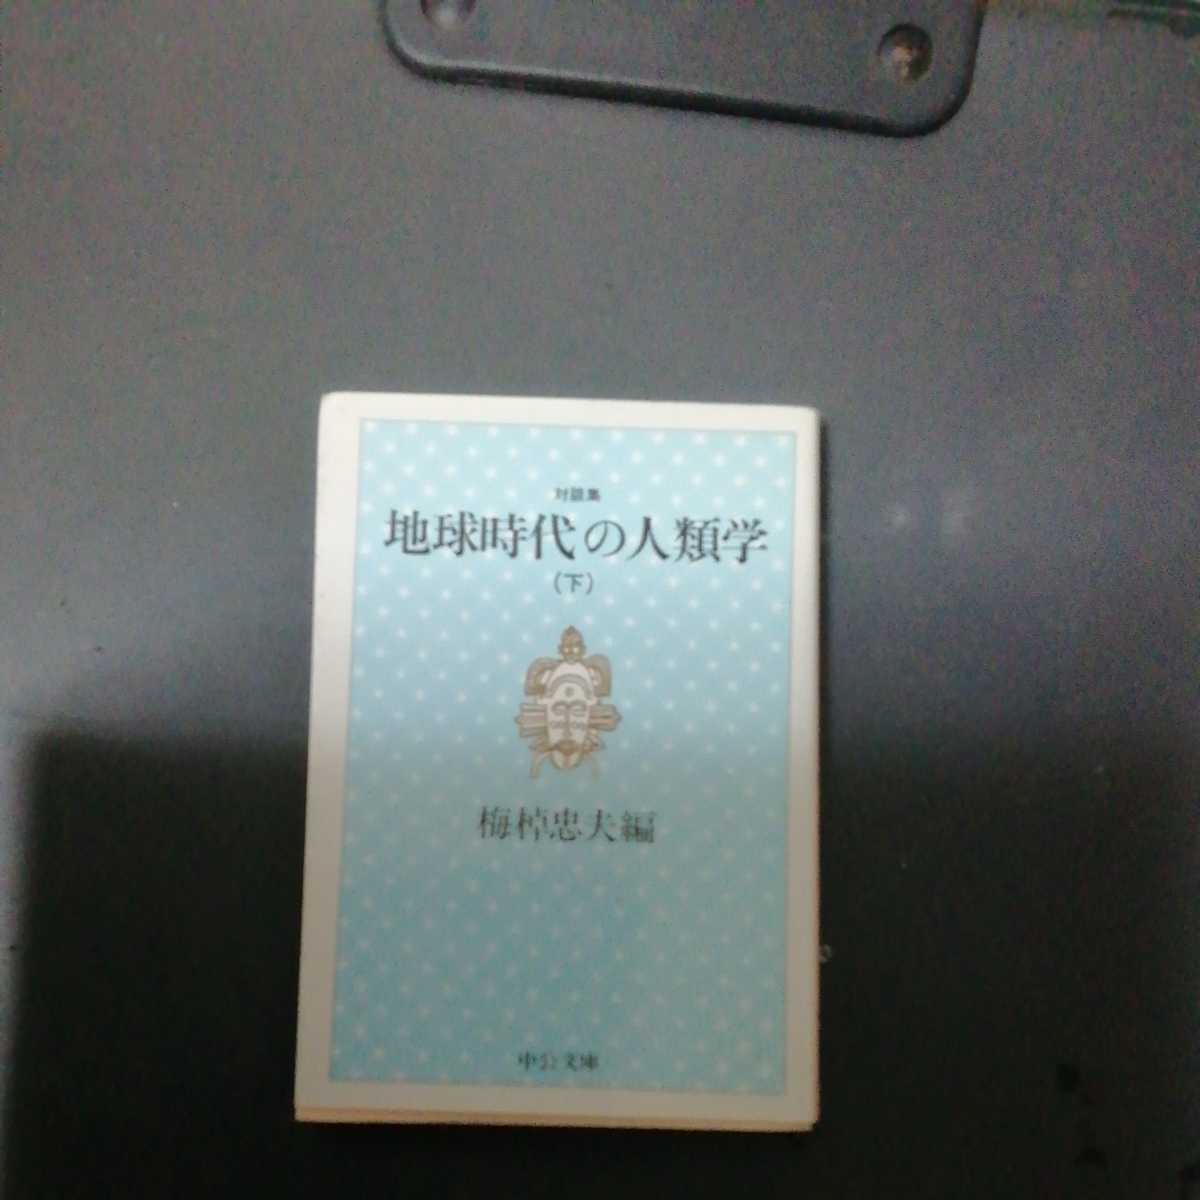 対談集
地球時代の人類学
（下）
梅棹忠夫編
中公文庫